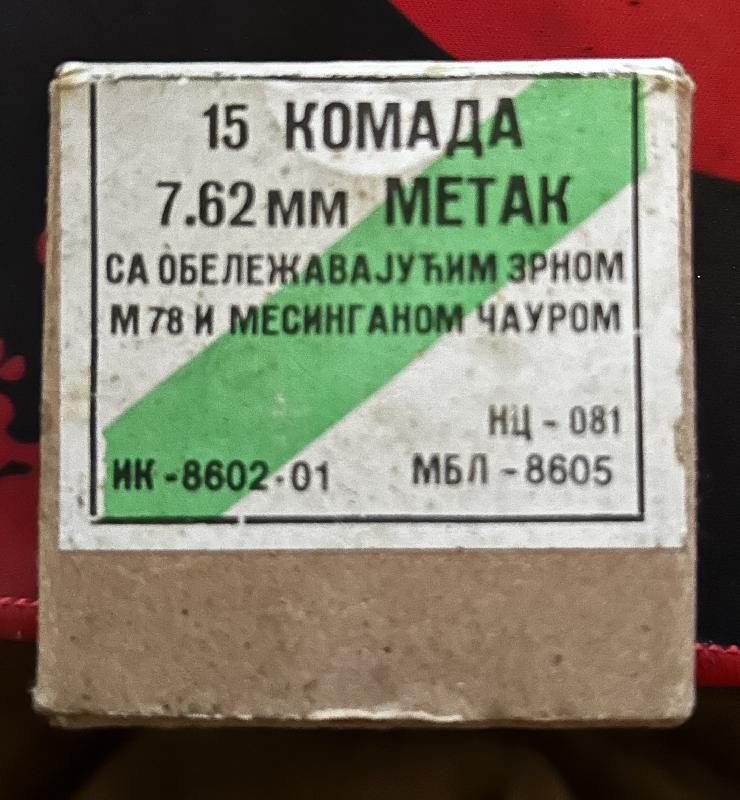 15 КОМАДА
7.62 мм МЕТАК
СА ОБЕЛЕЖАВАЈУЋИМ ЗРНОМ
М 78 И МЕСИНГАНОМ ЧАУРОМ
НЦ - 081
ИК - 8602 - 01 МБЛ - 8605